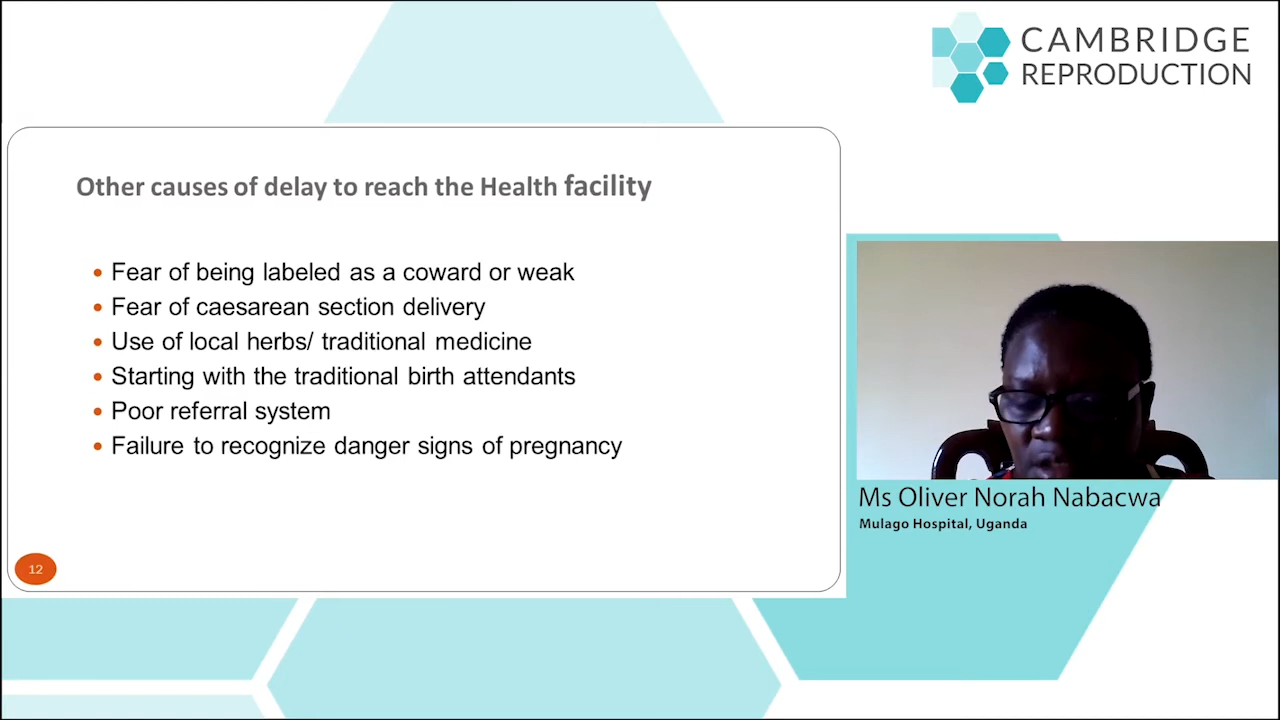 CAMBRIDGE
REPRODUCTION
Other causes of delay to reach the Health facility
• Fear of being labeled as a coward or weak
• Fear of caesarean section delivery
• Use of local herbs/ traditional medicine
• Starting with the traditional birth attendants
• Poor referral system
• Failure to recognize danger signs of pregnancy
12
Ms Oliver Norah Nabacwa
Mulago Hospital, Uganda